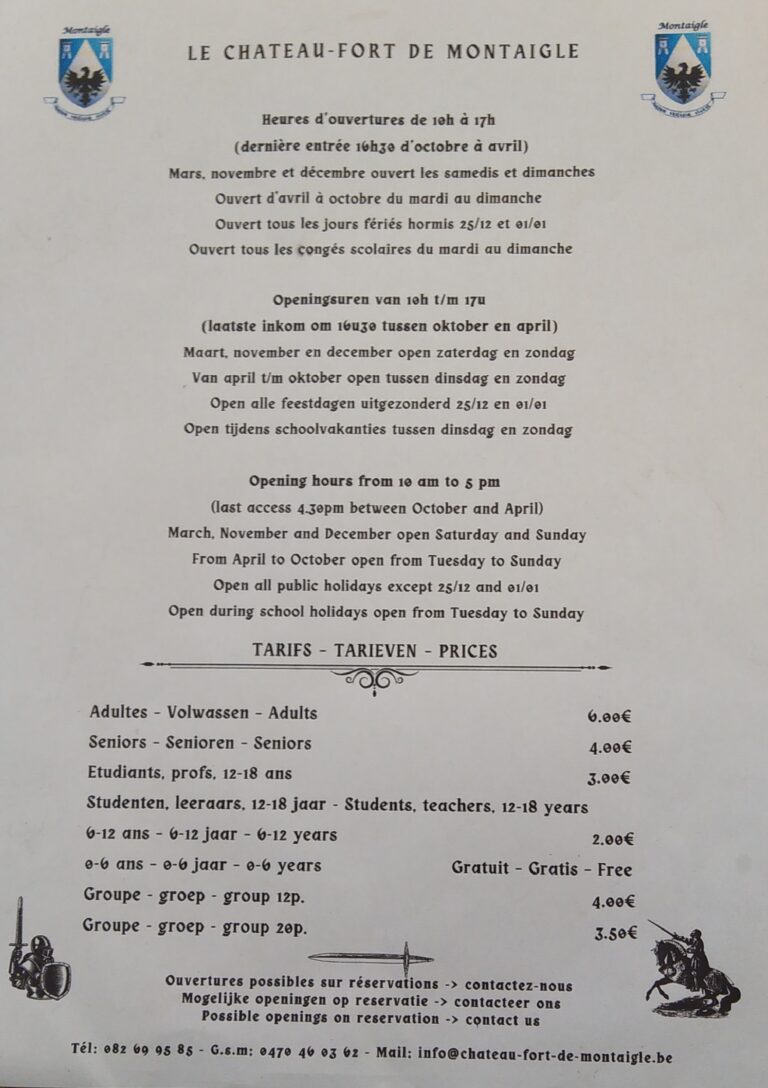 Montaigle
Montaigle
LE CHATEAU-FORT DE MONTAIGLE
Heures d'ouvertures de 10h à 17h
(dernière entrée 16h30 d'octobre à avril)
Mars, novembre et décembre ouvert les samedis et dimanches
Ouvert d'avril à octobre du mardi au dimanche
Ouvert tous les jours fériés hormis 25/12 et 01/01
Ouvert tous les congés scolaires du mardi au dimanche
Openingsuren van 10h t/m 17u
(laatste inkom om 16u30 tussen oktober en april)
Maart, november en december open zaterdag en zondag
Van april t/m oktober open tussen dinsdag en zondag
Open alle feestdagen uitgezonderd 25/12 en 01/01
Open tijdens schoolvakanties tussen dinsdag en zondag
Opening hours from 10 am to 5 pm
(last access 4.30pm between October and April)
March, November and December open Saturday and Sunday
From April to October open from Tuesday to Sunday
Open all public holidays except 25/12 and 01/01
Open during school holidays open from Tuesday to Sunday
TARIFS - TARIEVEN - PRICES
Adultes - Volwassen - Adults 6.00€
Seniors - Senioren - Seniors 4.00€
Etudiants, profs, 12-18 ans 3.00€
Studenten, leeraars, 12-18 jaar - Students, teachers, 12-18 years
6-12 ans - 6-12 jaar - 6-12 years 2.00€
0-6 ans - 0-6 jaar - 0-6 years Gratuit - Gratis - Free
Groupe - groep - group 12p. 4.00€
Groupe - groep - group 20p. 3.50€
Ouvertures possibles sur réservations -> contactez-nous
Mogelijke openingen op reservatie -> contacteer ons
Possible openings on reservation -> contact us
Tél: 082 69 95 85 - G.s.m: 0470 46 03 62 - Mail: info@chateau-fort-de-montaigle.be